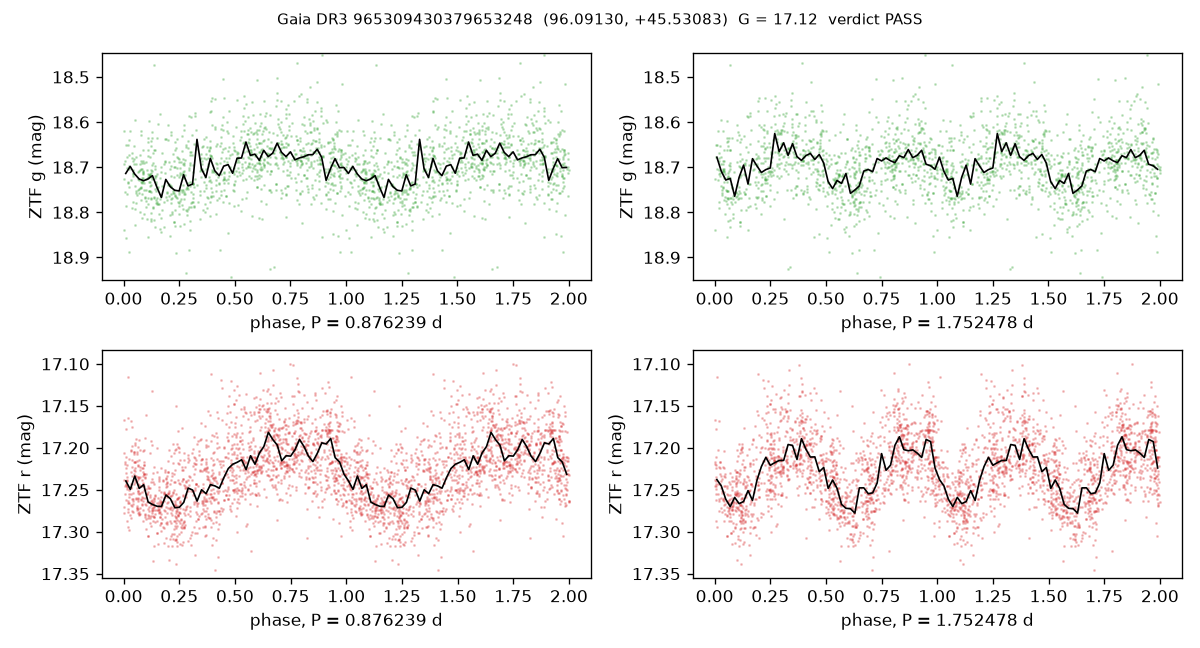 Gaia DR3 965309430379653248 (96.09130, +45.53083) G = 17.12 verdict PASS
ZTF g (mag)
18.5
18.6
18.7
18.8
18.9
0.00 0.25 0.50 0.75 1.00 1.25 1.50 1.75 2.00
phase, P = 0.876239 d
ZTF g (mag)
18.5
18.6
18.7
18.8
18.9
0.00 0.25 0.50 0.75 1.00 1.25 1.50 1.75 2.00
phase, P = 1.752478 d
ZTF r (mag)
17.10
17.15
17.20
17.25
17.30
17.35
0.00 0.25 0.50 0.75 1.00 1.25 1.50 1.75 2.00
phase, P = 0.876239 d
ZTF r (mag)
17.10
17.15
17.20
17.25
17.30
17.35
0.00 0.25 0.50 0.75 1.00 1.25 1.50 1.75 2.00
phase, P = 1.752478 d